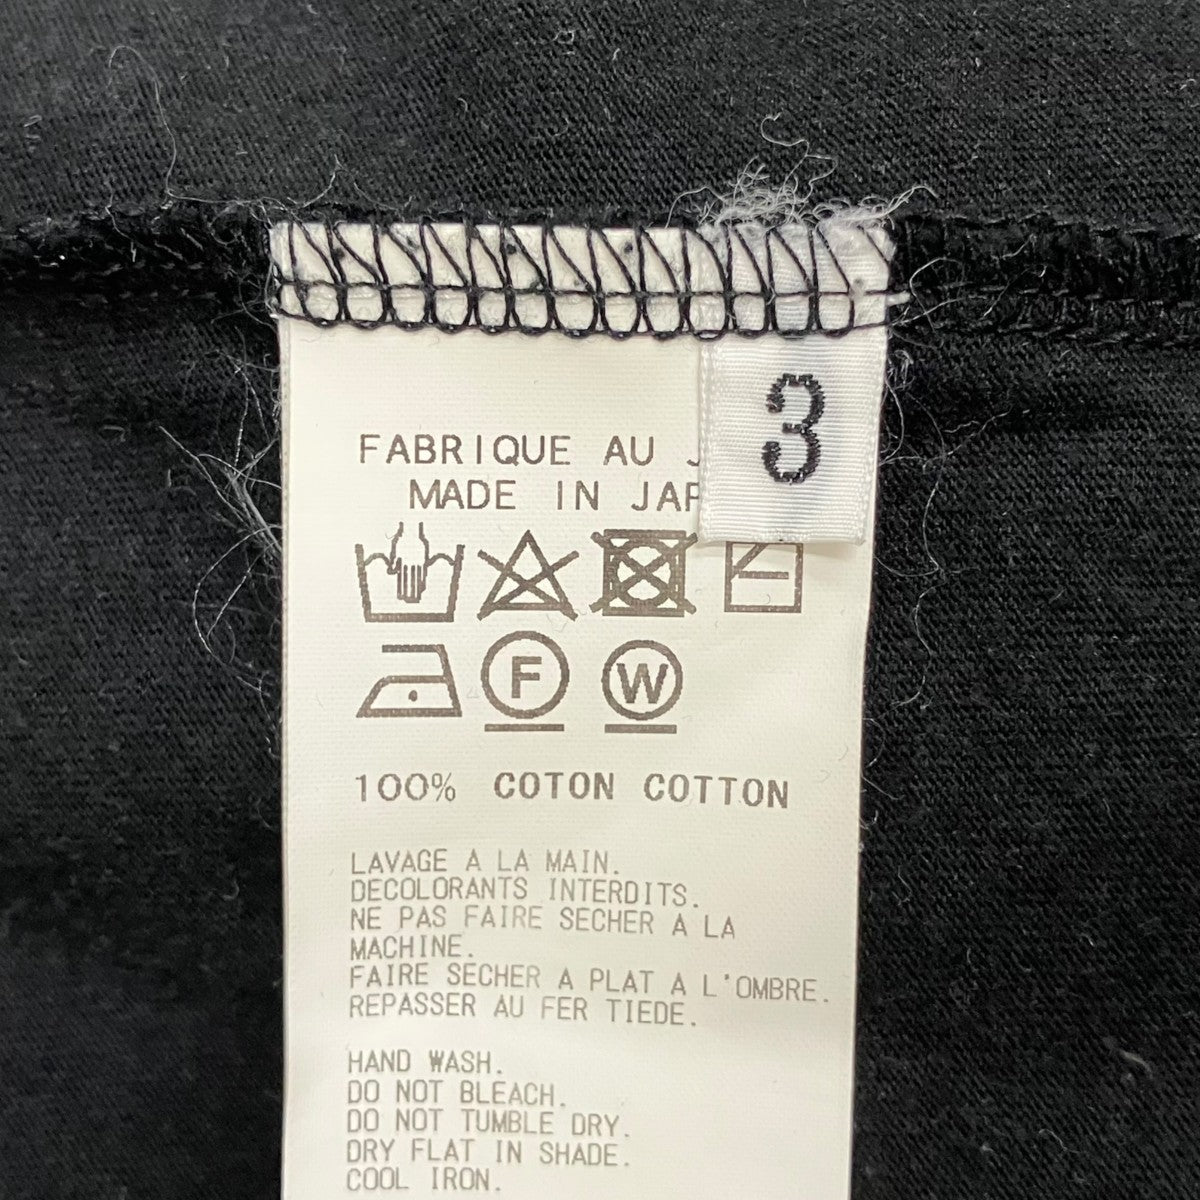 3
FABRIQUE AU
MADE IN
F W
100% COTON COTTON
LAVAGE A LA MAIN.
DECOLORANTS INTERDITS.
NE PAS FAIRE SECHER A LA
MACHINE.
FAIRE SECHER A PLAT A L'OMBRE.
REPASSER AU FER TIEDE.
HAND WASH.
DO NOT BLEACH.
DO NOT TUMBLE DRY.
DRY FLAT IN SHADE.
COOL IRON.